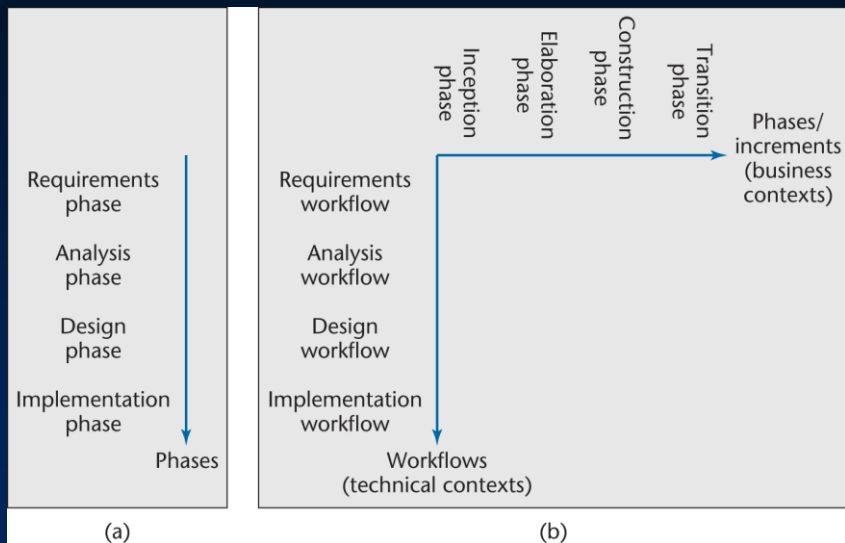 Requirements
phase
Analysis
phase
Design
phase
Implementation
phase
Phases
(a)
Inception
phase
Elaboration
phase
Construction
phase
Transition
phase
Phases/
increments
(business
contexts)
Requirements
workflow
Analysis
workflow
Design
workflow
Implementation
workflow
Workflows
(technical contexts)
(b)